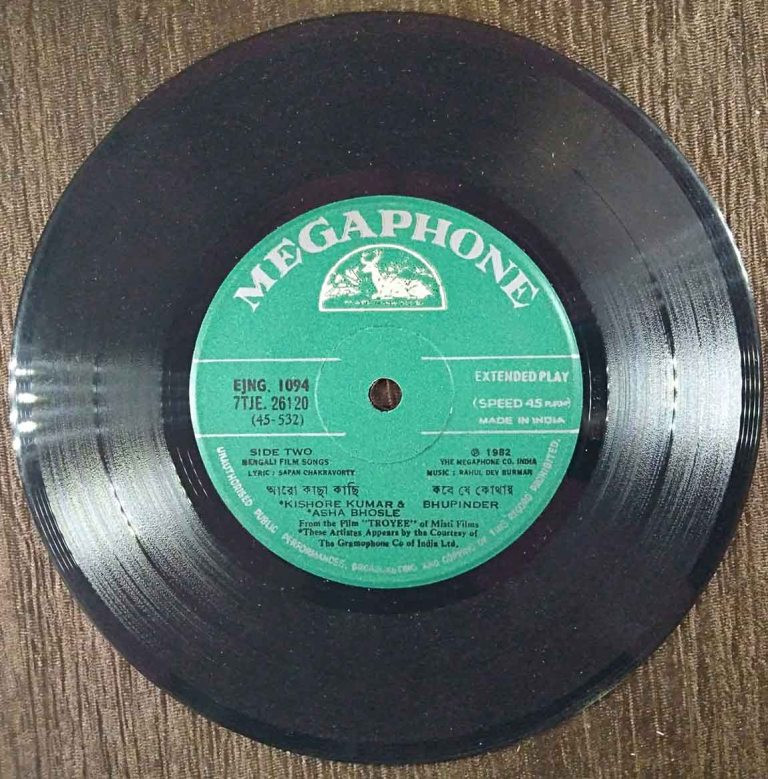 MEGAPHONE
EJNG. 1094
7TJE. 26120
(45-532)
EXTENDED PLAY
(SPEED 45 R.P.M)
MADE IN INDIA
SIDE TWO
BENGALI FILM SONGS
LYRIC : SAPAN CHAKRAVORTY
℗ 1982
THE MEGAPHONE CO. INDIA
MUSIC : RAHUL DEV BURMAN
আরো কাছা কাছি কবে যে কোথায়
*KISHORE KUMAR & BHUPINDER
*ASHA BHOSLE
From the Film "TROYEE" of Misti Films
*These Artistes Appears by the Courtesy of
The Gramophone Co of India Ltd.
UNAUTHORISED PUBLIC PERFORMANCES, BROADCASTING AND COPYING OF THIS RECORD PROHIBITED.